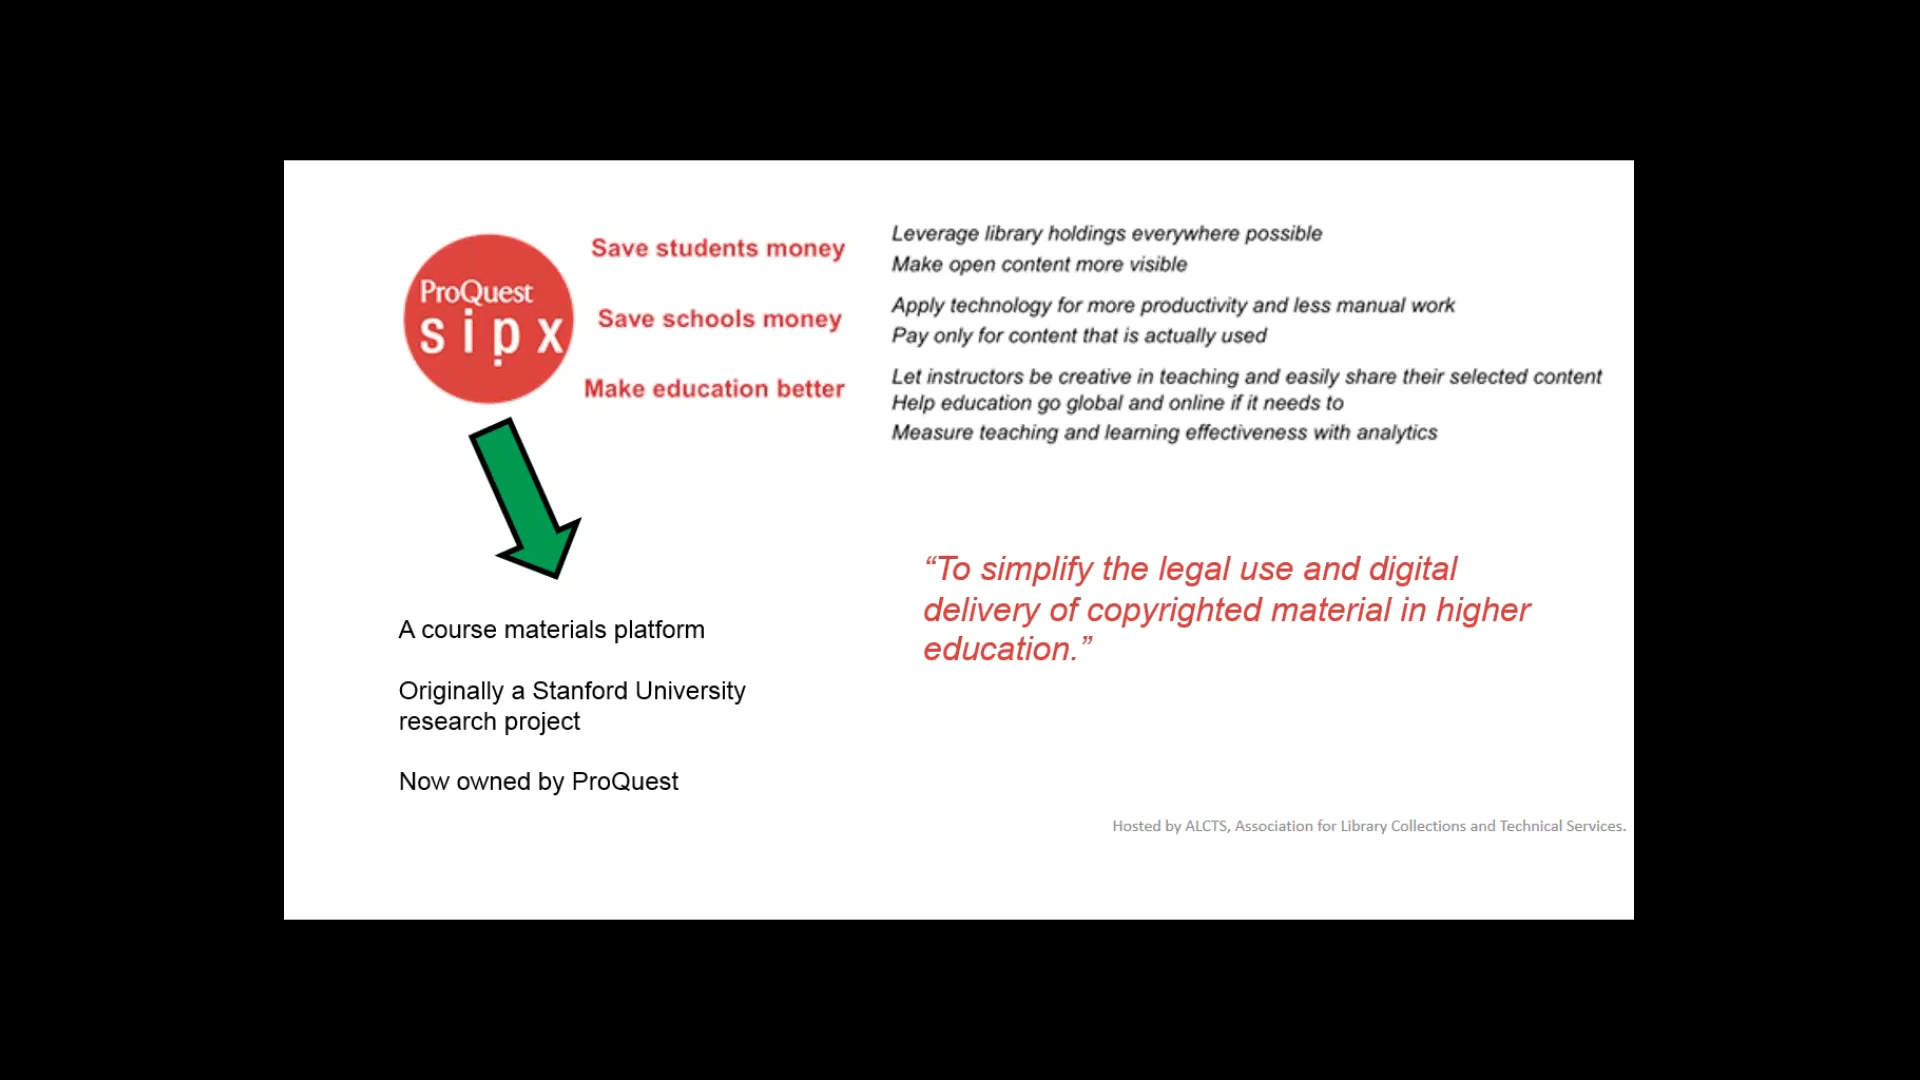 ProQuest
sipx
Save students money
Leverage library holdings everywhere possible
Make open content more visible
Save schools money
Apply technology for more productivity and less manual work
Pay only for content that is actually used
Make education better
Let instructors be creative in teaching and easily share their selected content
Help education go global and online if it needs to
Measure teaching and learning effectiveness with analytics
A course materials platform
Originally a Stanford University
research project
Now owned by ProQuest
“To simplify the legal use and digital
delivery of copyrighted material in higher
education.”
Hosted by ALCTS, Association for Library Collections and Technical Services.